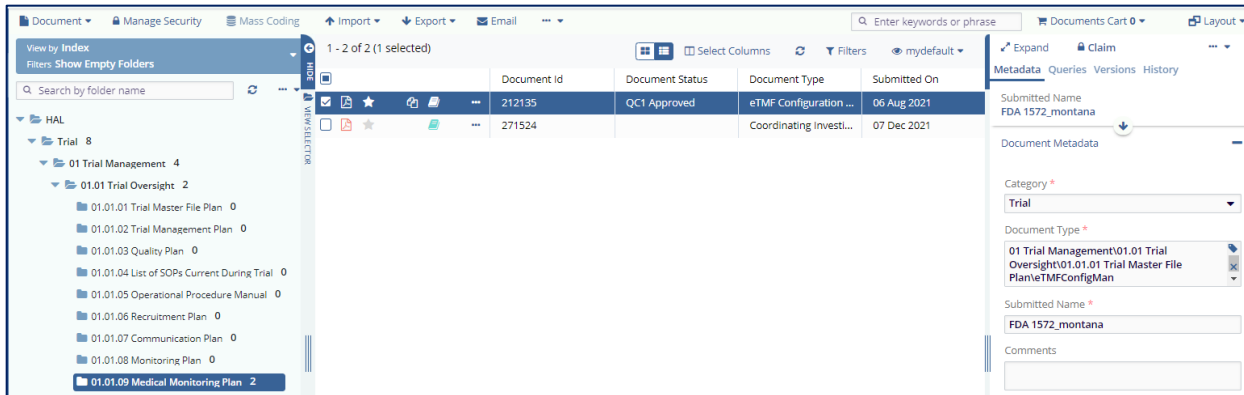 Document Manage Security Mass Coding Import Export Email ··· Enter keywords or phrase Documents Cart 0 Layout
View by Index
Filters Show Empty Folders
Search by folder name ···
HAL
Trial 8
01 Trial Management 4
01.01 Trial Oversight 2
01.01.01 Trial Master File Plan 0
01.01.02 Trial Management Plan 0
01.01.03 Quality Plan 0
01.01.04 List of SOPs Current During Trial 0
01.01.05 Operational Procedure Manual 0
01.01.06 Recruitment Plan 0
01.01.07 Communication Plan 0
01.01.08 Monitoring Plan 0
01.01.09 Medical Monitoring Plan 2
HIDE
VIEW SELECTOR
1 - 2 of 2 (1 selected) Select Columns Filters mydefault
Document Id Document Status Document Type Submitted On
··· 212135 QC1 Approved eTMF Configuration ... 06 Aug 2021
··· 271524 Coordinating Investi... 07 Dec 2021
Expand Claim ···
Metadata Queries Versions History
Submitted Name
FDA 1572_montana
Document Metadata
Category *
Trial
Document Type *
01 Trial Management\01.01 Trial
Oversight\01.01.01 Trial Master File
Plan\eTMFConfigMan
Submitted Name *
FDA 1572_montana
Comments